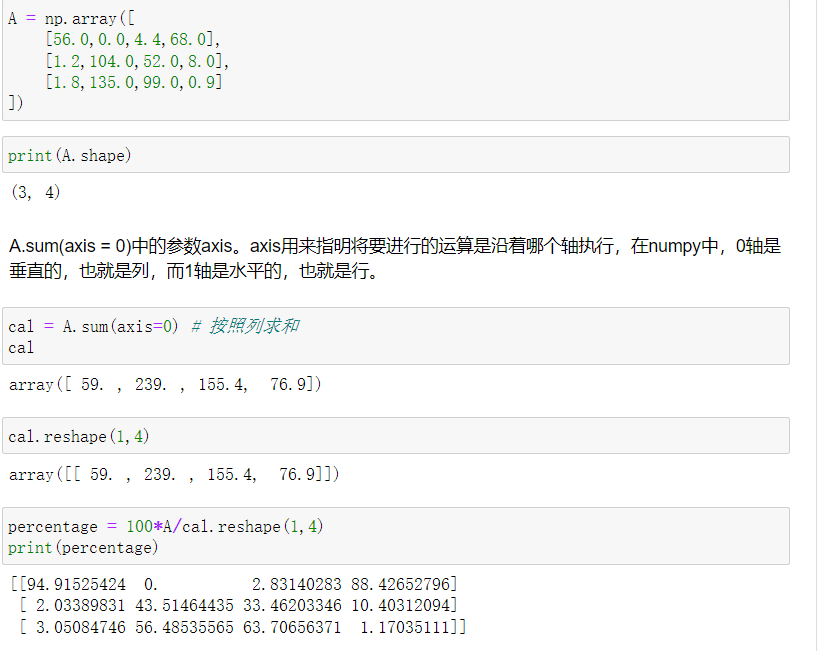 A = np.array([
[56.0,0.0,4.4,68.0],
[1.2,104.0,52.0,8.0],
[1.8,135.0,99.0,0.9]
])
print(A.shape)
(3, 4)
A.sum(axis = 0)中的参数axis。axis用来指明将要进行的运算是沿着哪个轴执行，在numpy中，0轴是
垂直的，也就是列，而1轴是水平的，也就是行。
cal = A.sum(axis=0) # 按照列求和
cal
array([ 59. , 239. , 155.4,  76.9])
cal.reshape(1,4)
array([[ 59. , 239. , 155.4,  76.9]])
percentage = 100*A/cal.reshape(1,4)
print(percentage)
[[94.91525424  0.          2.83140283 88.42652796]
[ 2.03389831 43.51464435 33.46203346 10.40312094]
[ 3.05084746 56.48535565 63.70656371  1.17035111]]